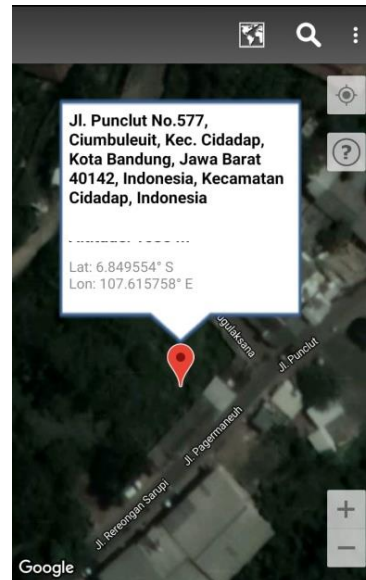 Jl. Punclut No.577,
Ciumbuleuit, Kec. Cidadap,
Kota Bandung, Jawa Barat
40142, Indonesia, Kecamatan
Cidadap, Indonesia
Lat: 6.849554° S
Lon: 107.615758° E
Jl. Punclut
Jl. Pagermaneuh
Jl. Rereongan Sarupi
Google